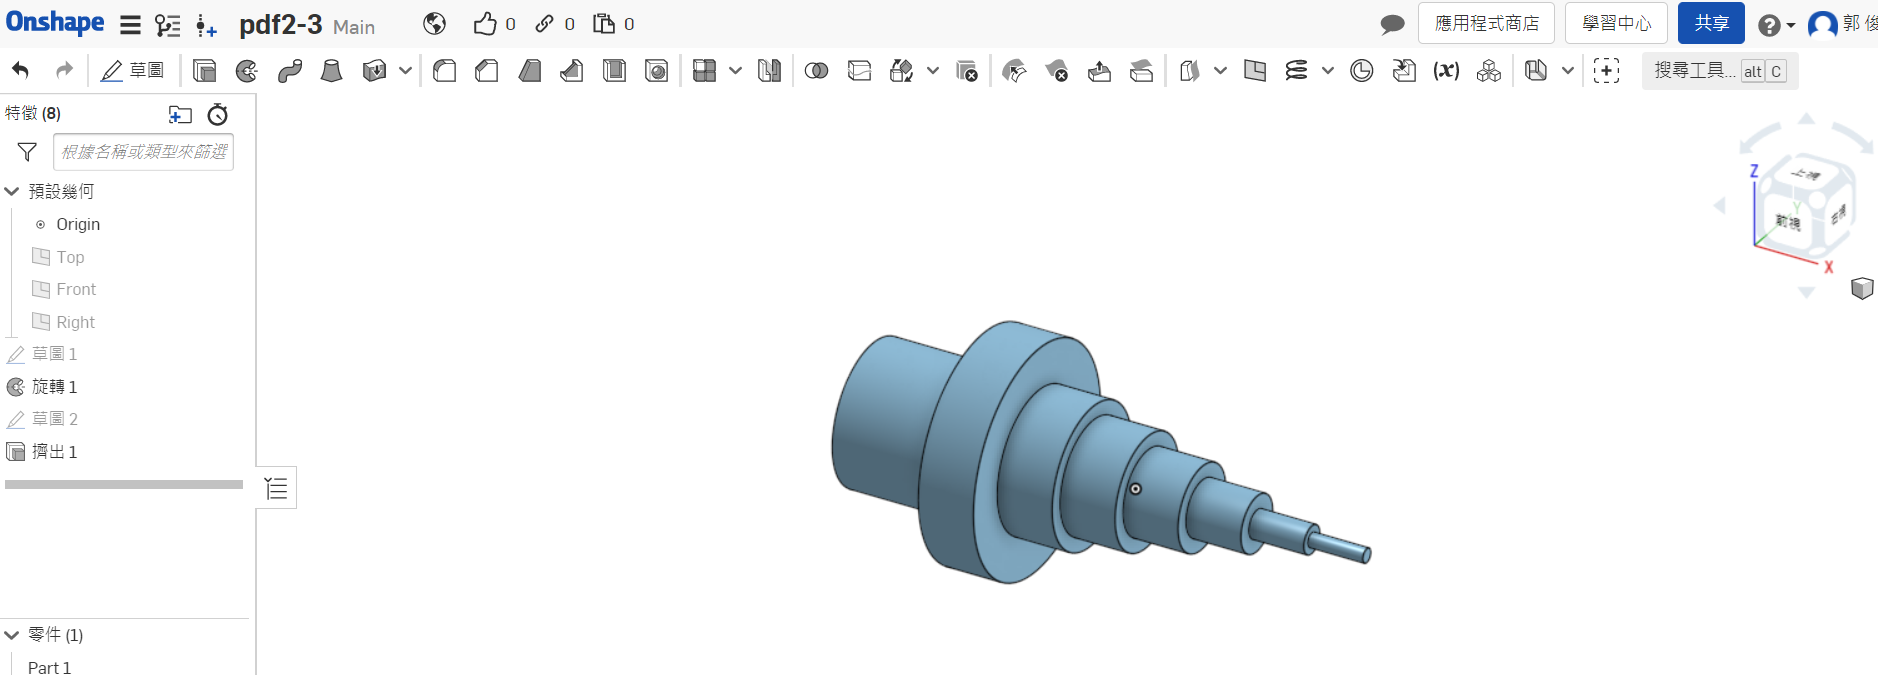 Onshape pdf2-3 Main 0 0 0 應用程式商店 學習中心 共享 ? 郭 俊
草圖 (x) 搜尋工具... alt C
特徵 (8)
根據名稱或類型來篩選
預設幾何
Origin
Top
Front
Right
草圖 1
旋轉 1
草圖 2
擠出 1
零件 (1)
Part 1
Z
上視
Y
前視
右視
X